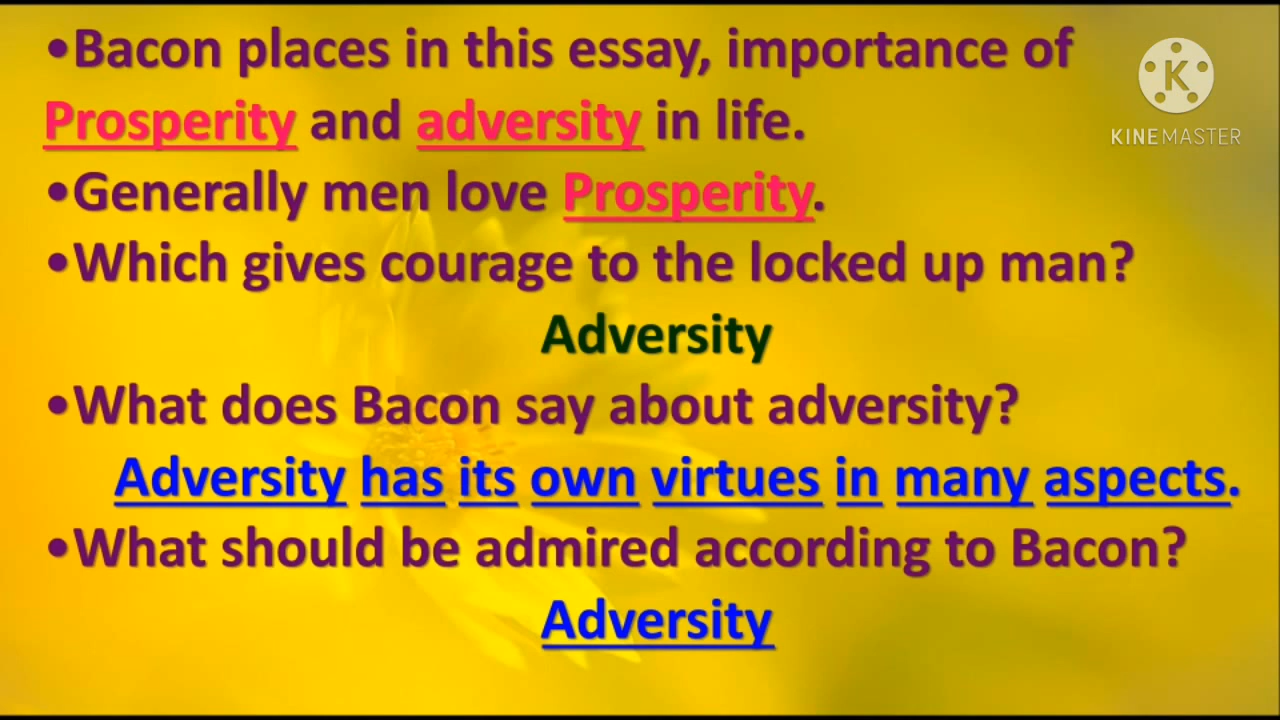 •Bacon places in this essay, importance of
Prosperity and adversity in life.
•Generally men love Prosperity.
•Which gives courage to the locked up man?
Adversity
•What does Bacon say about adversity?
Adversity has its own virtues in many aspects.
•What should be admired according to Bacon?
Adversity
K
KINEMASTER